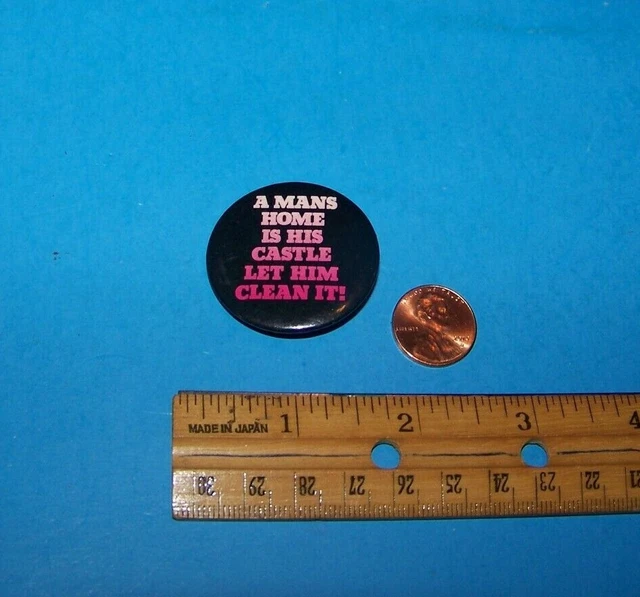 A MANS
HOME
IS HIS
CASTLE
LET HIM
CLEAN IT!
1 2 3 4
MADE IN JAPAN
30 29 28 27 26 25 24 23 22 21